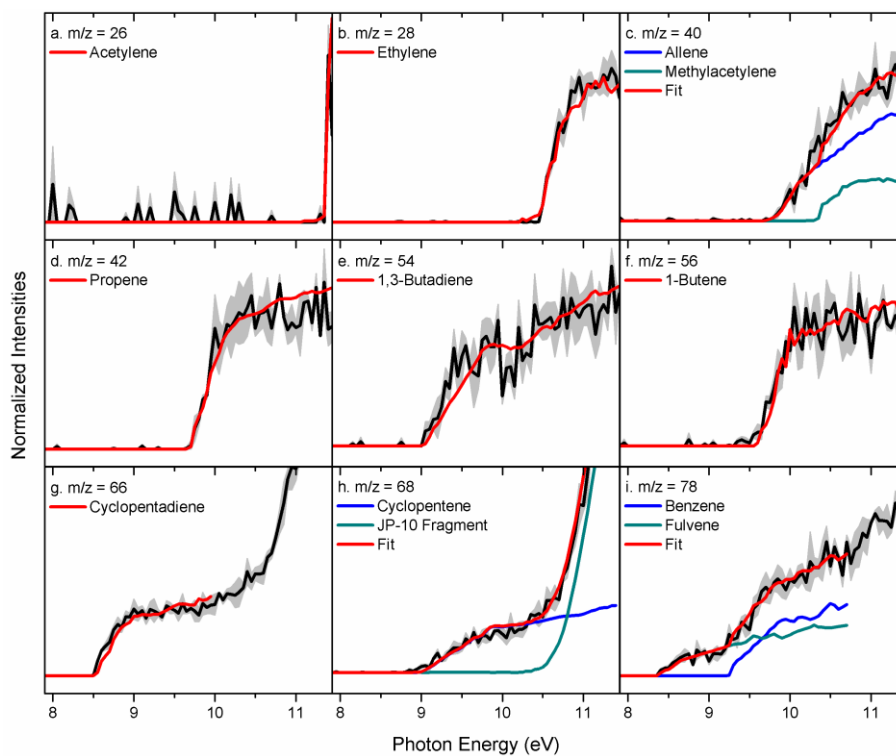 a. m/z = 26
Acetylene
b. m/z = 28
Ethylene
c. m/z = 40
Allene
Methylacetylene
Fit
d. m/z = 42
Propene
e. m/z = 54
1,3-Butadiene
f. m/z = 56
1-Butene
g. m/z = 66
Cyclopentadiene
h. m/z = 68
Cyclopentene
JP-10 Fragment
Fit
i. m/z = 78
Benzene
Fulvene
Fit
Normalized Intensities
8 9 10 11 8 9 10 11 8 9 10 11
Photon Energy (eV)